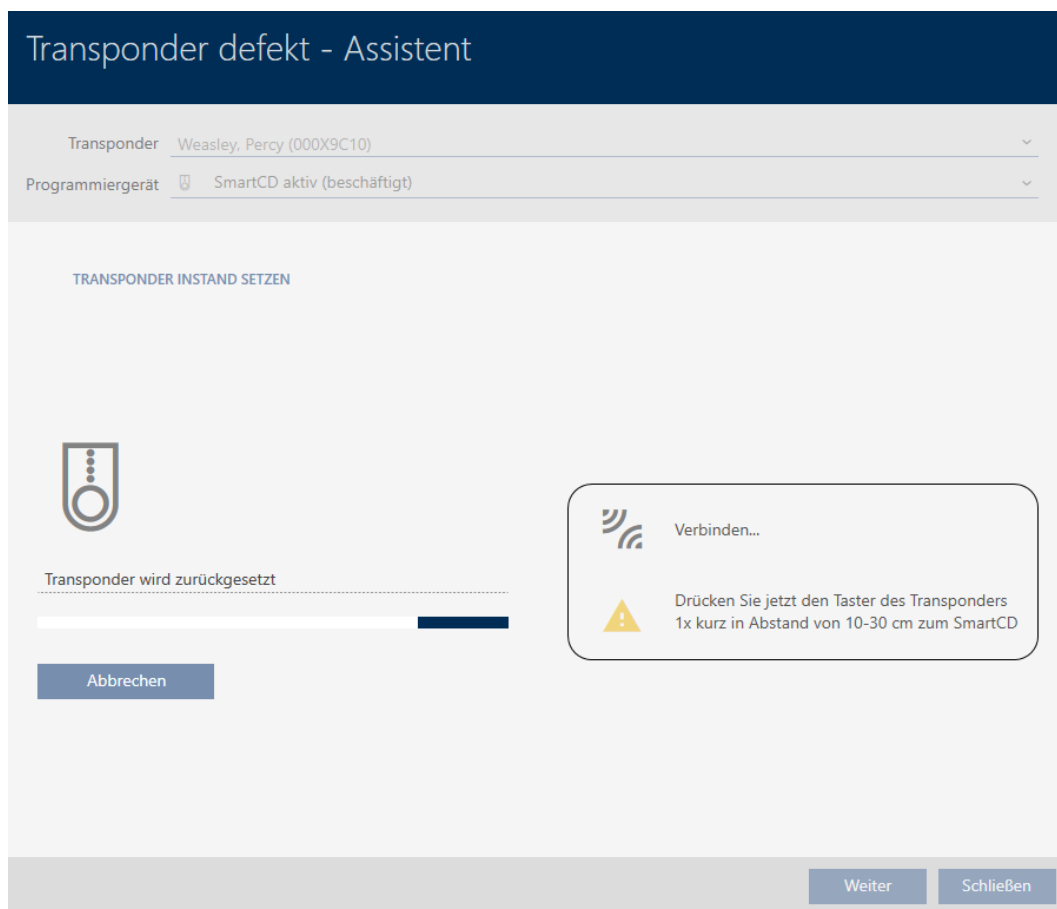 Transponder defekt - Assistent
Transponder Weasley, Percy (000X9C10)
Programmiergerät SmartCD aktiv (beschäftigt)
TRANSPONDER INSTAND SETZEN
Verbinden...
Transponder wird zurückgesetzt
Drücken Sie jetzt den Taster des Transponders
1x kurz in Abstand von 10-30 cm zum SmartCD
Abbrechen
Weiter Schließen